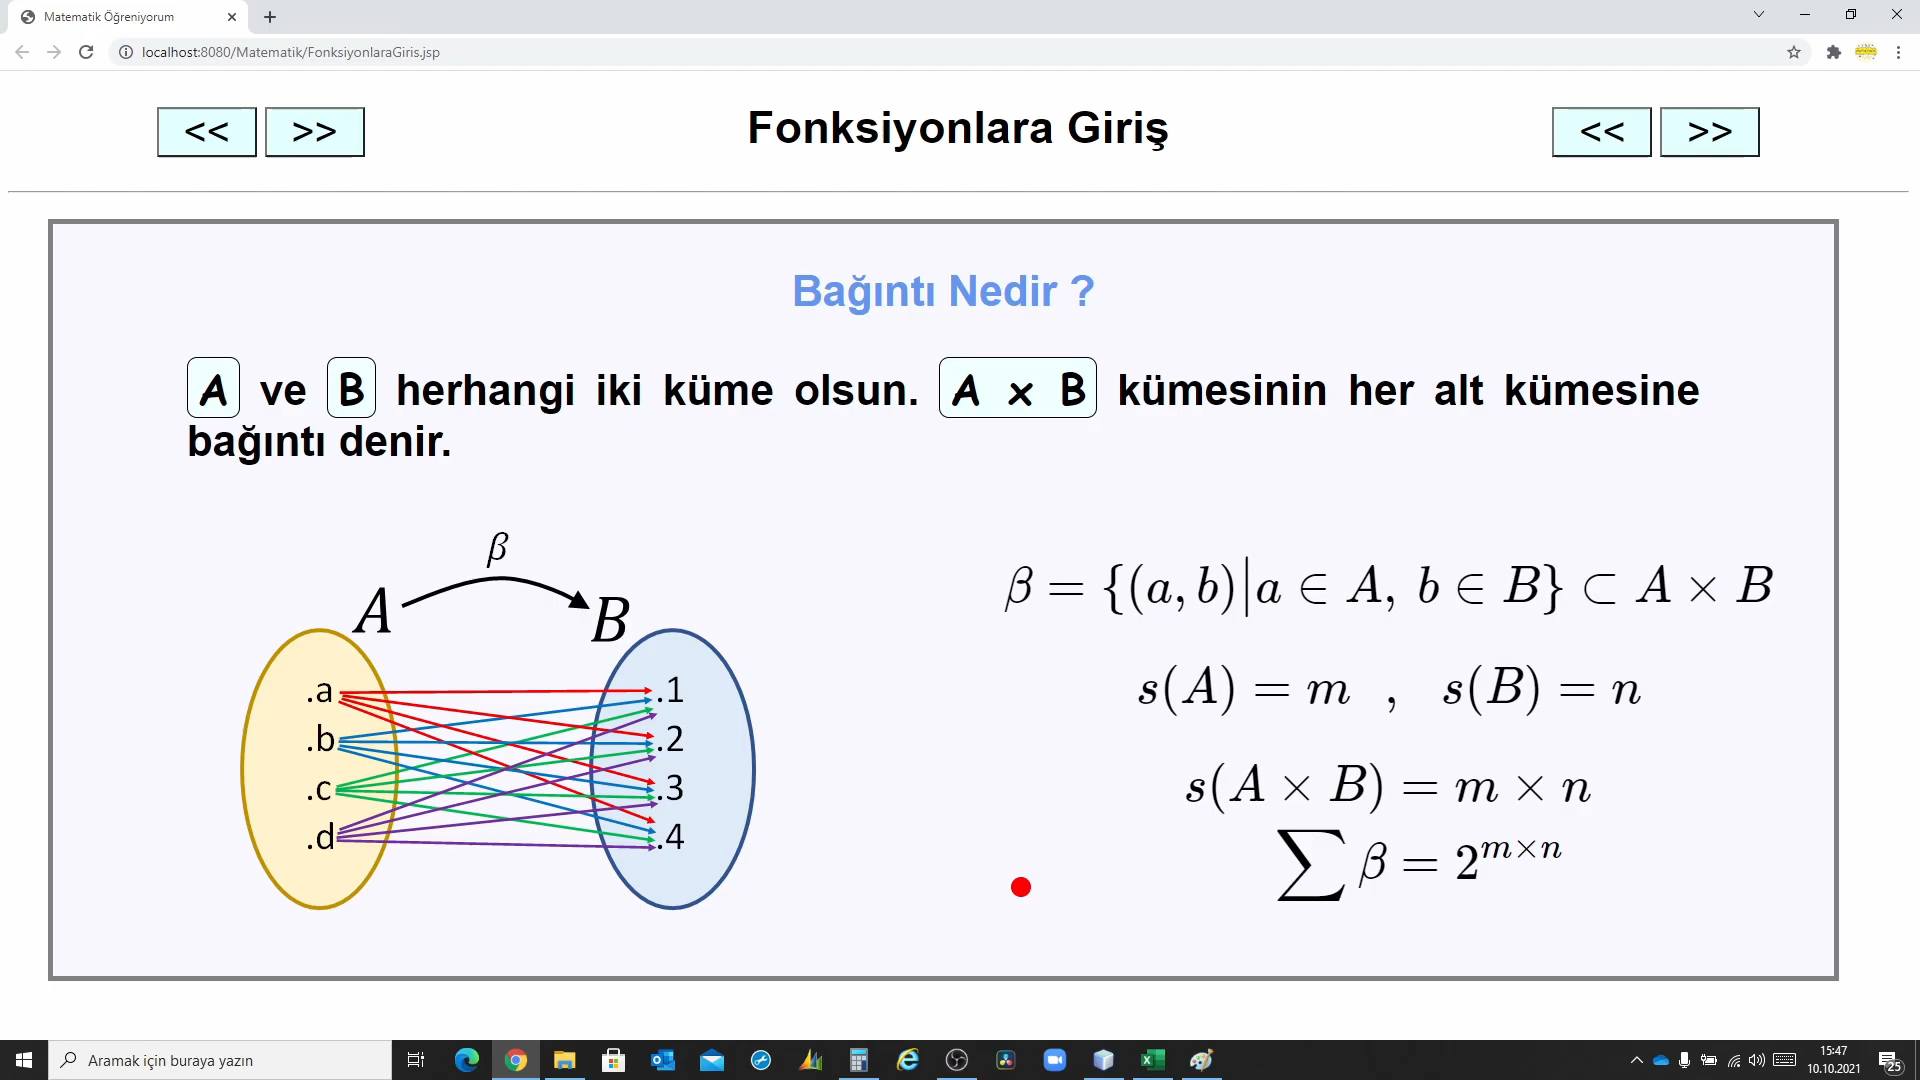 Matematik Öğreniyorum
localhost:8080/Matematik/FonksiyonlaraGiris.jsp
<< >> Fonksiyonlara Giriş << >>
Bağıntı Nedir ?
A ve B herhangi iki küme olsun. A x B kümesinin her alt kümesine
bağıntı denir.
β
A B
.a .1
.b .2
.c .3
.d .4
β = {(a, b)|a ∈ A, b ∈ B} ⊂ A × B
s(A) = m , s(B) = n
s(A × B) = m × n
∑ β = 2^{m×n}
Aramak için buraya yazın
15:47
10.10.2021
25